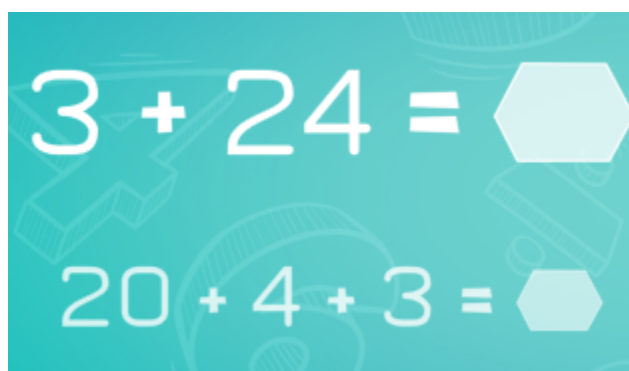 3 + 24 =
20 + 4 + 3 =